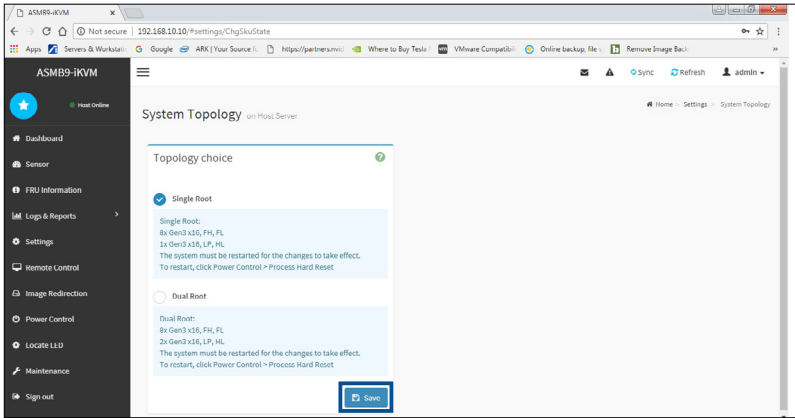 ASMB9-iKVM
Not secure | 192.168.10.10/#settings/ChgSkuState
Apps Servers & Workstati Google ARK | Your Source fo https://partners.nvid Where to Buy Tesla VMware Compatibili Online backup, file s Remove Image Back »
ASMB9-iKVM
Sync Refresh admin
Host Online
Home > Settings > System Topology
System Topology on Host Server
Dashboard
Sensor
FRU Information
Logs & Reports
Settings
Remote Control
Image Redirection
Power Control
Locate LED
Maintenance
Sign out
Topology choice
Single Root
Single Root:
8x Gen3 x16, FH, FL
1x Gen3 x16, LP, HL
The system must be restarted for the changes to take effect.
To restart, click Power Control > Process Hard Reset
Dual Root
Dual Root:
8x Gen3 x16, FH, FL
2x Gen3 x16, LP, HL
The system must be restarted for the changes to take effect.
To restart, click Power Control > Process Hard Reset
Save